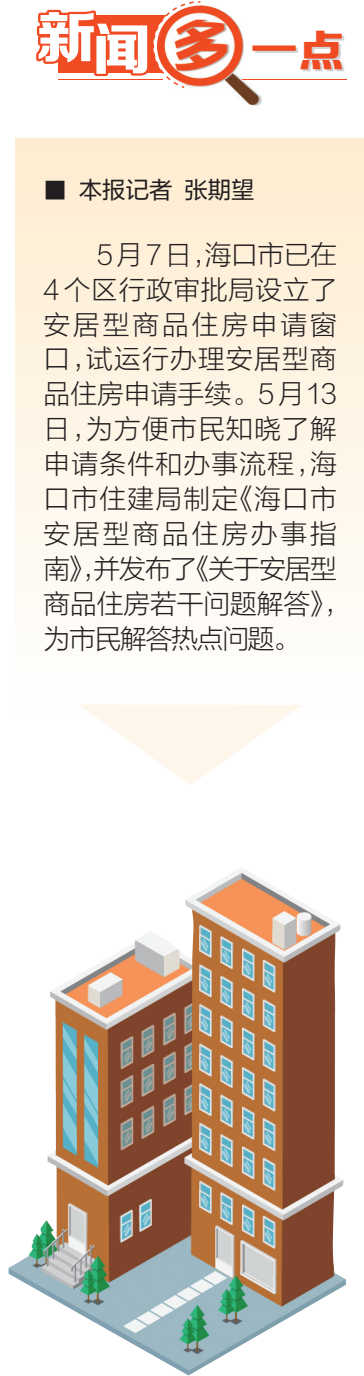 新闻多一点
■ 本报记者 张期望
5月7日,海口市已在
4个区行政审批局设立了
安居型商品住房申请窗
口,试运行办理安居型商
品住房申请手续。5月13
日,为方便市民知晓了解
申请条件和办事流程,海
口市住建局制定《海口市
安居型商品住房办事指
南》,并发布了《关于安居型
商品住房若干问题解答》,
为市民解答热点问题。